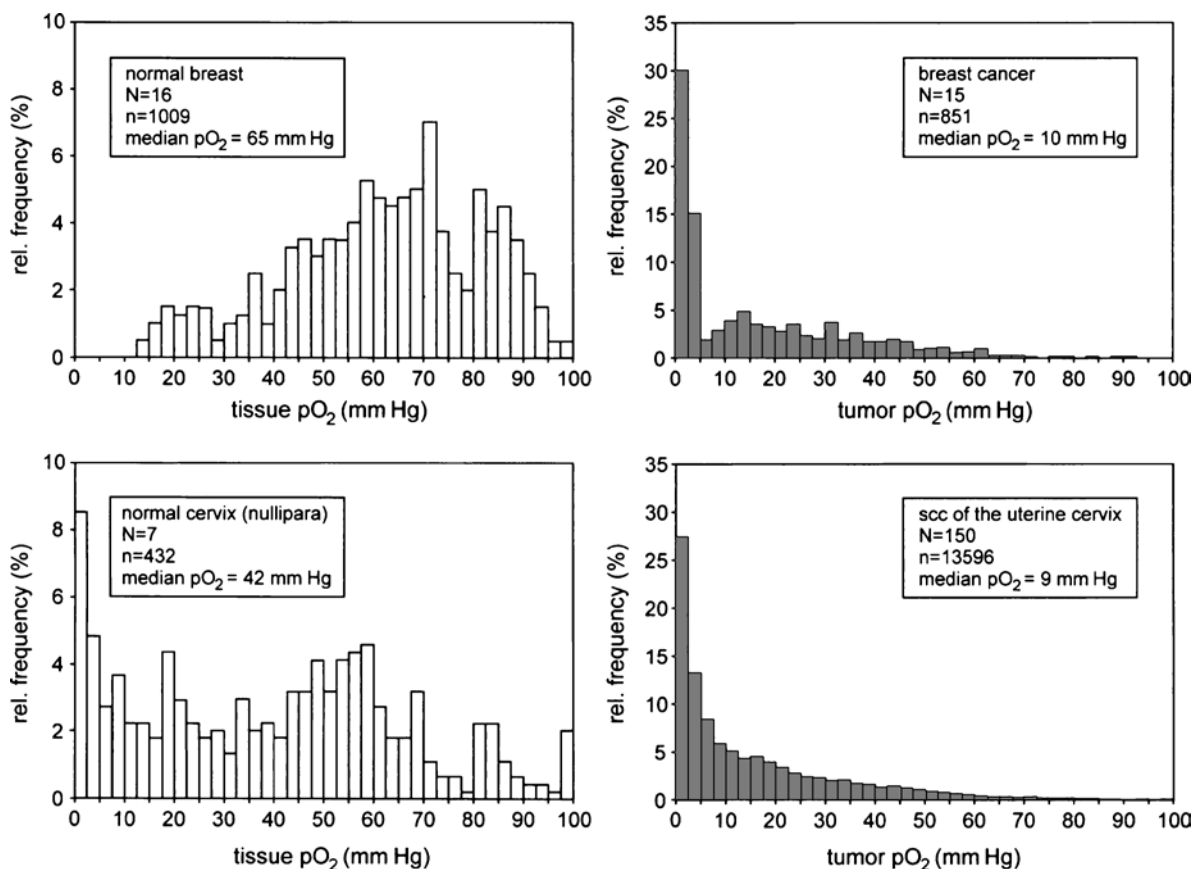 10
8
6
4
2
0
rel. frequency (%)
normal breast
N=16
n=1009
median pO₂ = 65 mm Hg
0 10 20 30 40 50 60 70 80 90 100
tissue pO₂ (mm Hg)
35
30
25
20
15
10
5
0
rel. frequency (%)
breast cancer
N=15
n=851
median pO₂ = 10 mm Hg
0 10 20 30 40 50 60 70 80 90 100
tumor pO₂ (mm Hg)
10
8
6
4
2
0
rel. frequency (%)
normal cervix (nullipara)
N=7
n=432
median pO₂ = 42 mm Hg
0 10 20 30 40 50 60 70 80 90 100
tissue pO₂ (mm Hg)
35
30
25
20
15
10
5
0
rel. frequency (%)
scc of the uterine cervix
N=150
n=13596
median pO₂ = 9 mm Hg
0 10 20 30 40 50 60 70 80 90 100
tumor pO₂ (mm Hg)